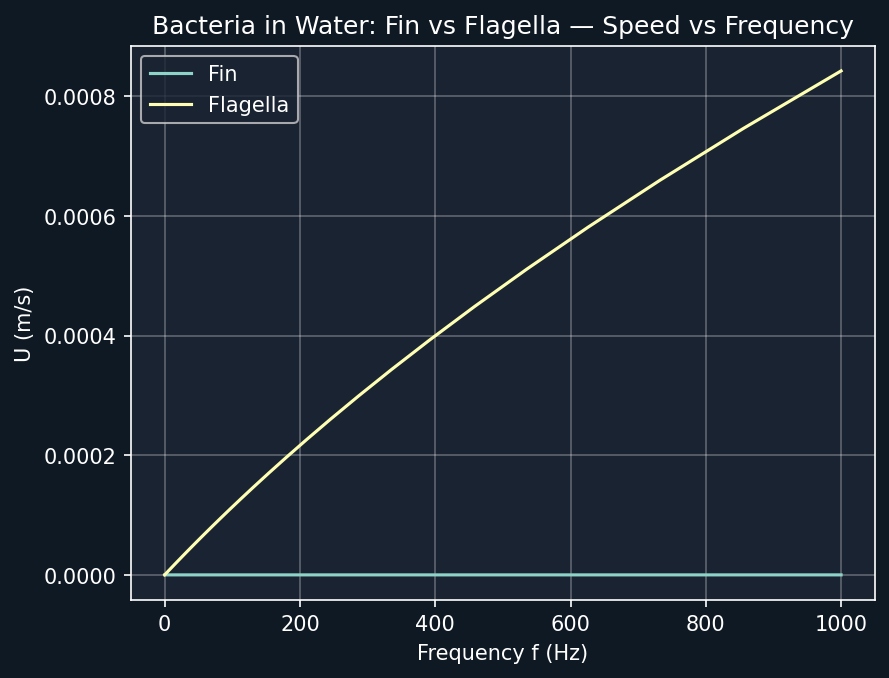 Bacteria in Water: Fin vs Flagella — Speed vs Frequency
Fin
Flagella
0.0008
0.0006
0.0004
0.0002
0.0000
U (m/s)
0 200 400 600 800 1000
Frequency f (Hz)